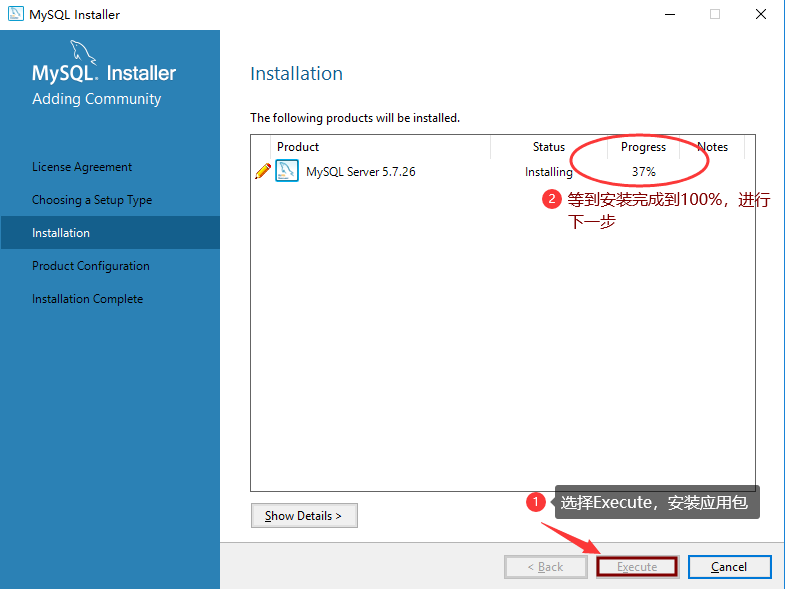 MySQL Installer
MySQL. Installer
Adding Community
License Agreement
Choosing a Setup Type
Installation
Product Configuration
Installation Complete
Installation
The following products will be installed.
Product Status Progress Notes
MySQL Server 5.7.26 Installing 37%
2 等到安装完成到100%，进行
下一步
1 选择Execute，安装应用包
Show Details >
< Back Execute Cancel